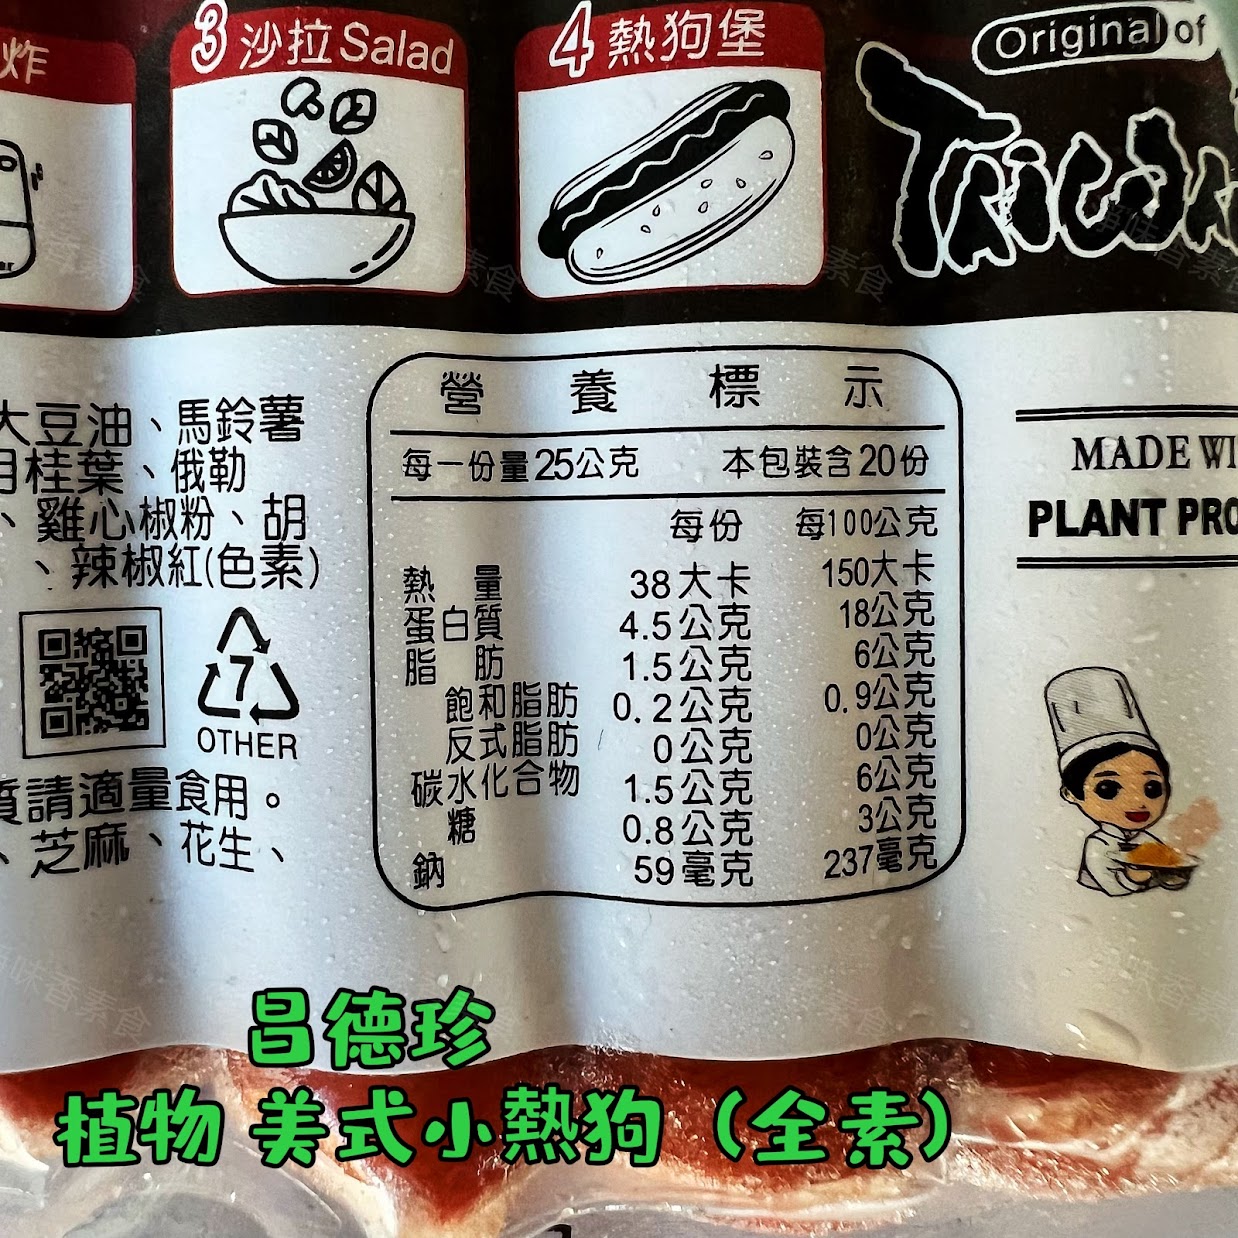 炸
3 沙拉Salad
4 熱狗堡
Original of
大豆油、馬鈴薯
月桂葉、俄勒
、雞心椒粉、胡
、辣椒紅(色素)
7
OTHER
質請適量食用。
、芝麻、花生、
營養標示
每一份量25公克 本包裝含20份
每份 每100公克
熱量 38大卡 150大卡
蛋白質 4.5公克 18公克
脂肪 1.5公克 6公克
飽和脂肪 0.2公克 0.9公克
反式脂肪 0公克 0公克
碳水化合物 1.5公克 6公克
糖 0.8公克 3公克
鈉 59毫克 237毫克
MADE WI
PLANT PRO
昌德珍
植物 美式小熱狗（全素）